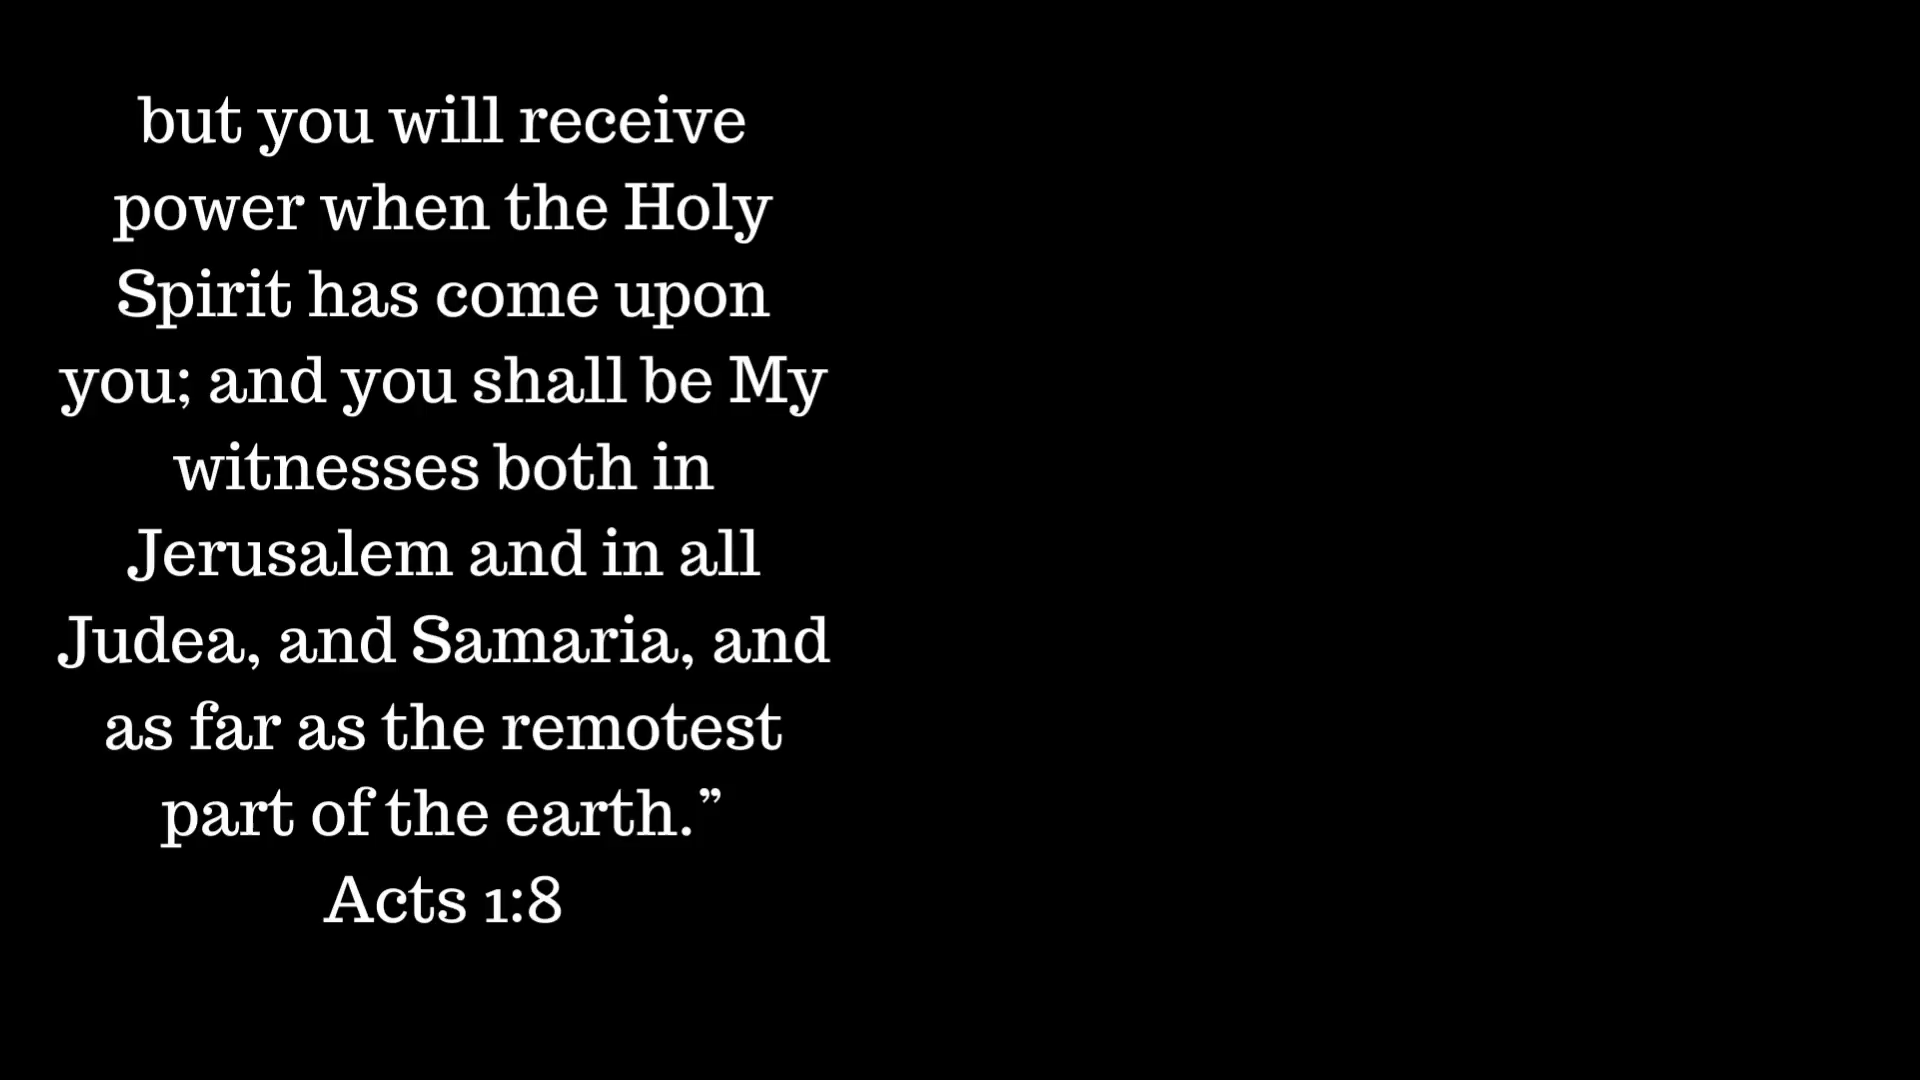 but you will receive
power when the Holy
Spirit has come upon
you; and you shall be My
witnesses both in
Jerusalem and in all
Judea, and Samaria, and
as far as the remotest
part of the earth.”
Acts 1:8